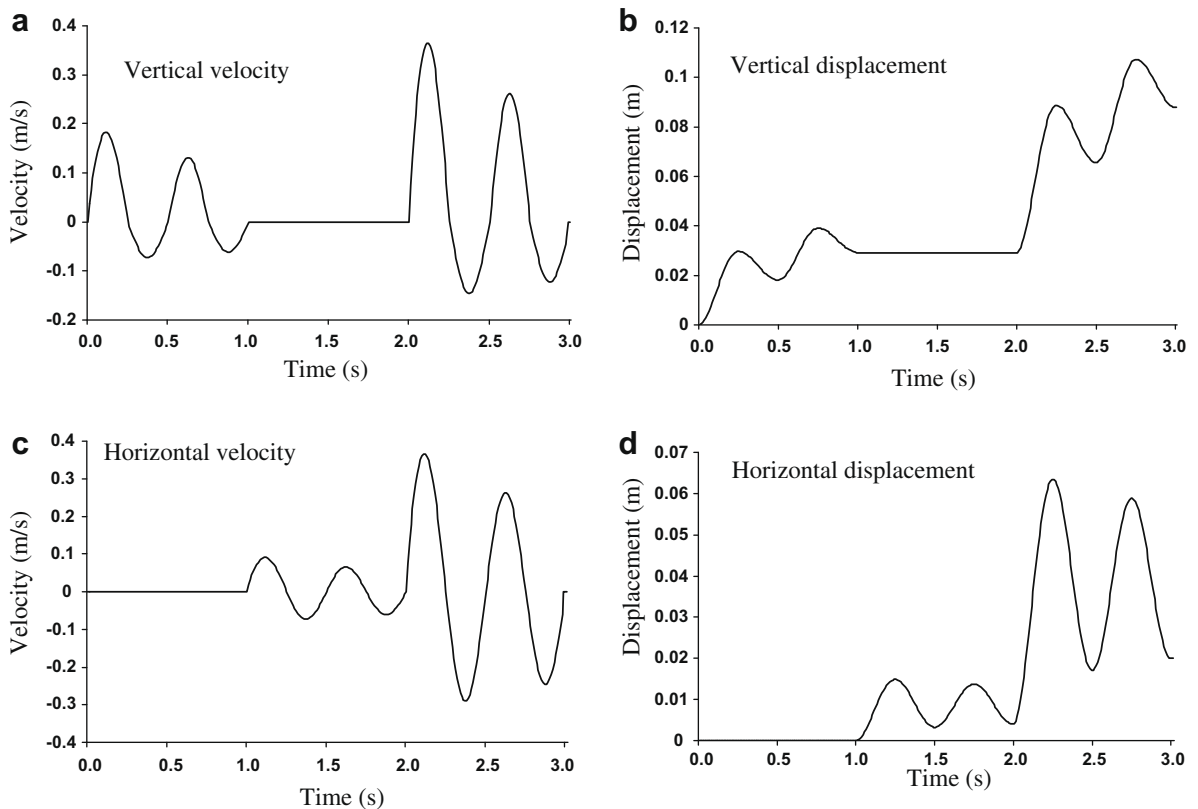 a
Vertical velocity
Velocity (m/s)
0.4
0.3
0.2
0.1
0
-0.1
-0.2
0.0 0.5 1.0 1.5 2.0 2.5 3.0
Time (s)
b
Vertical displacement
Displacement (m)
0.12
0.1
0.08
0.06
0.04
0.02
0
0.0 0.5 1.0 1.5 2.0 2.5 3.0
Time (s)
c
Horizontal velocity
Velocity (m/s)
0.4
0.3
0.2
0.1
0
-0.1
-0.2
-0.3
-0.4
0.0 0.5 1.0 1.5 2.0 2.5 3.0
Time (s)
d
Horizontal displacement
Displacement (m)
0.07
0.06
0.05
0.04
0.03
0.02
0.01
0
0.0 0.5 1.0 1.5 2.0 2.5 3.0
Time (s)